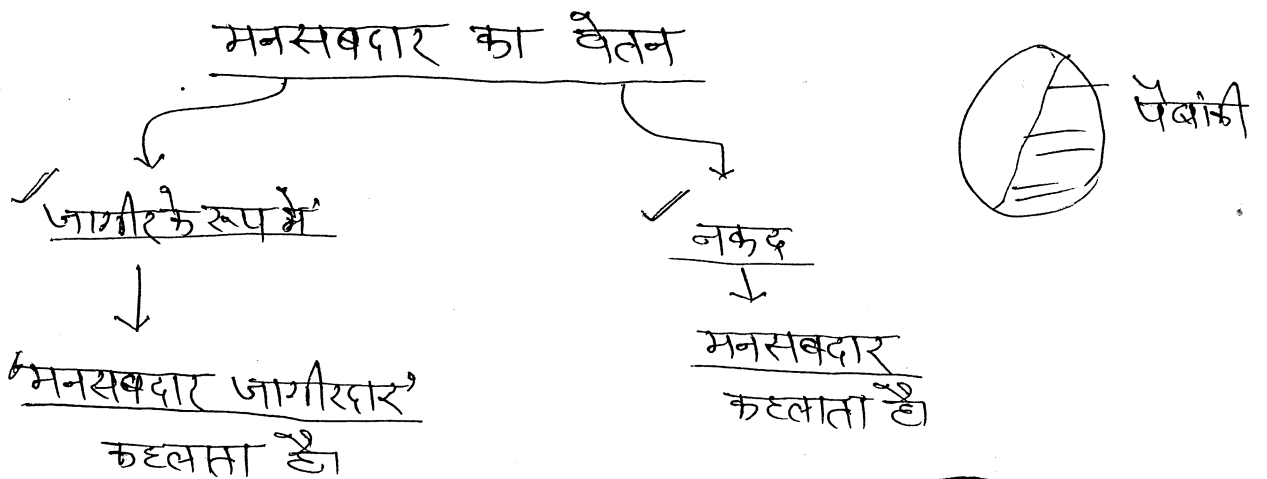 मनसबदार का वेतन
पैबांकी
जागीर के रूप में
नकद
'मनसबदार जागीरदार'
कहलाता है।
मनसबदार
कहलाता है।